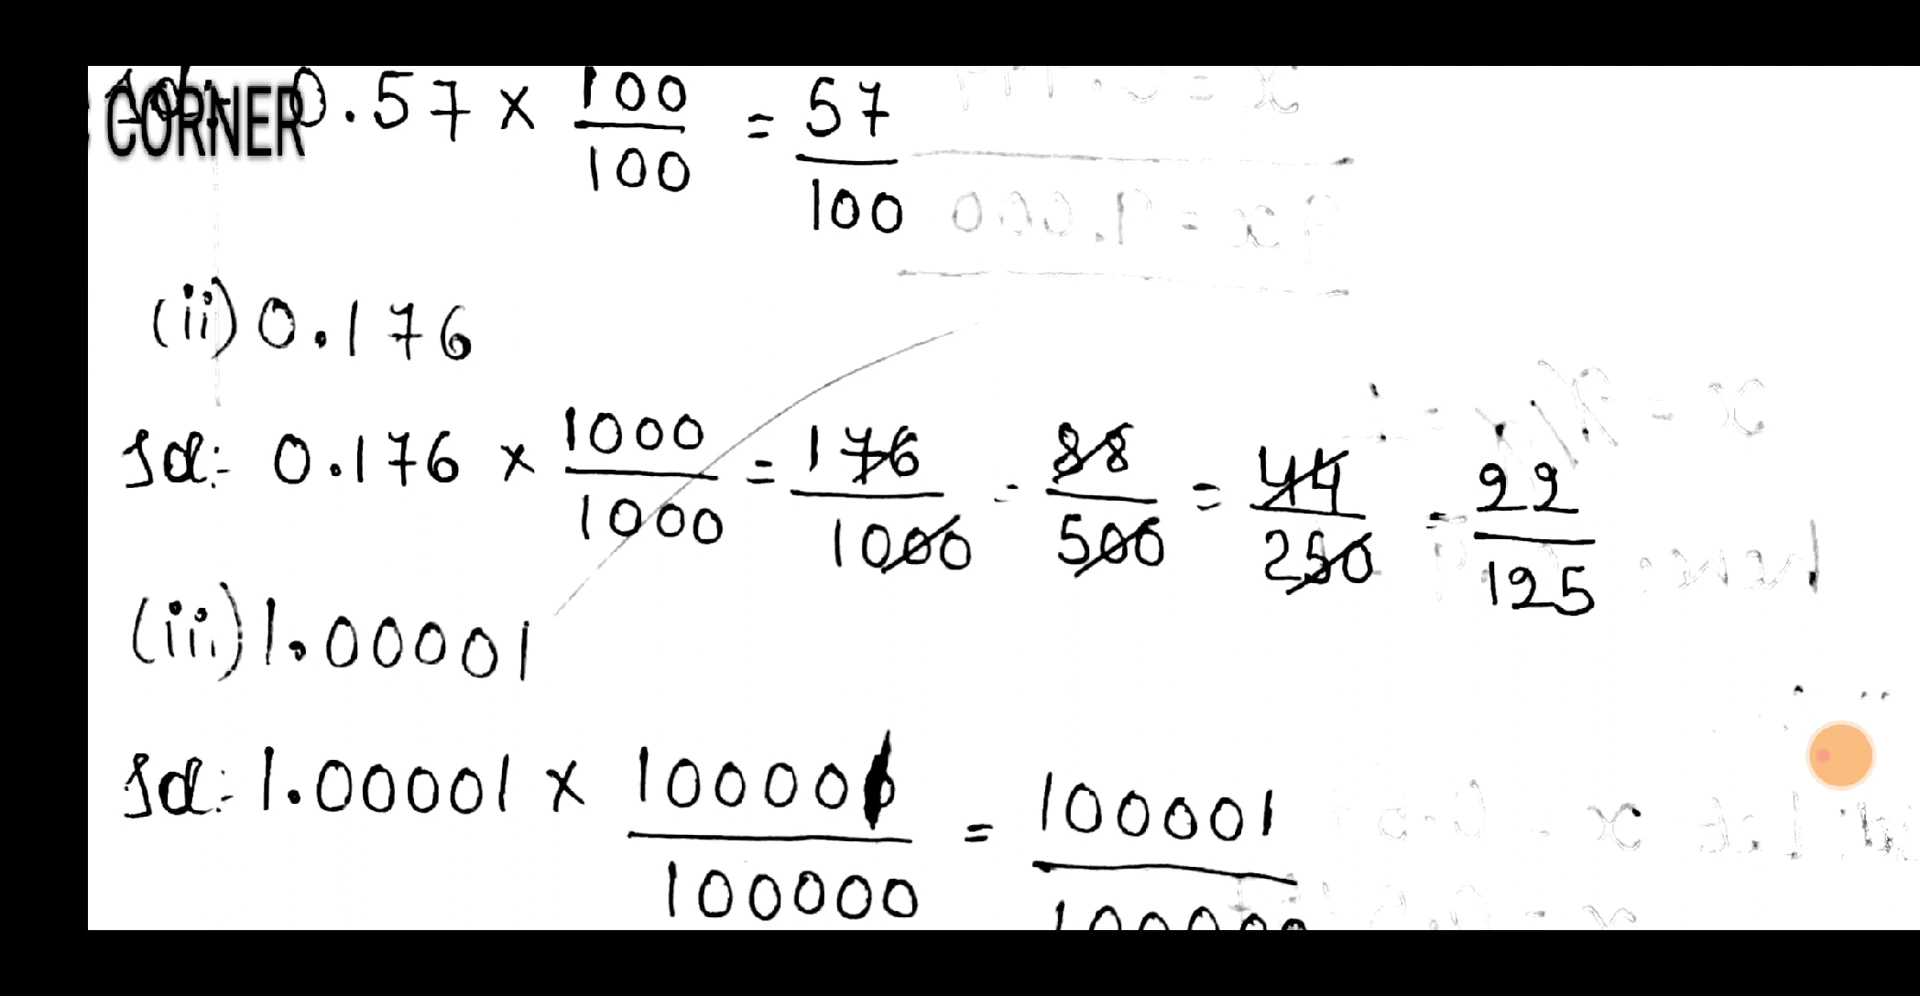 Sol: 0.57 × 100/100 = 57/100
CORNER
(ii) 0.176
Sol: 0.176 × 1000/1000 = 176/1000 = 88/500 = 44/250 = 22/125
(iii) 1.00001
Sol: 1.00001 × 100000/100000 = 100001/100000